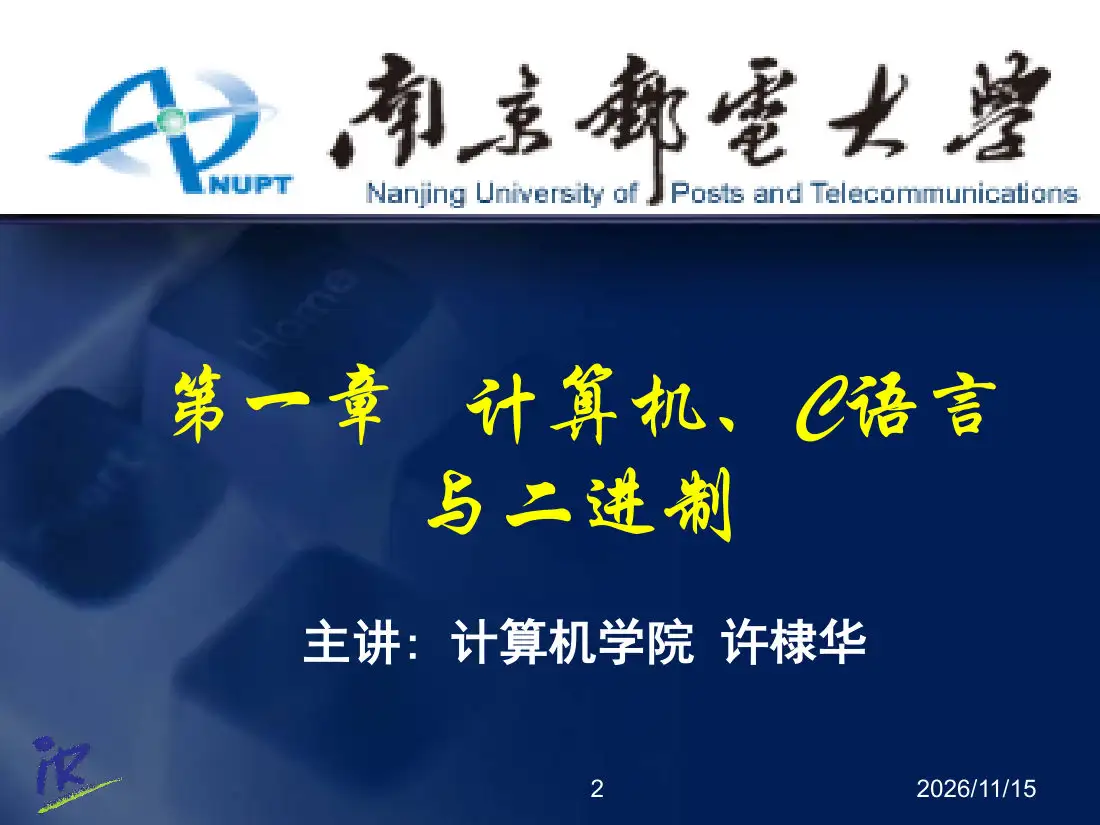 NUPT
南京郵電大學
Nanjing University of Posts and Telecommunications
Home
第一章 计算机、C语言
与二进制
主讲: 计算机学院 许棣华
iR
2
2026/11/15